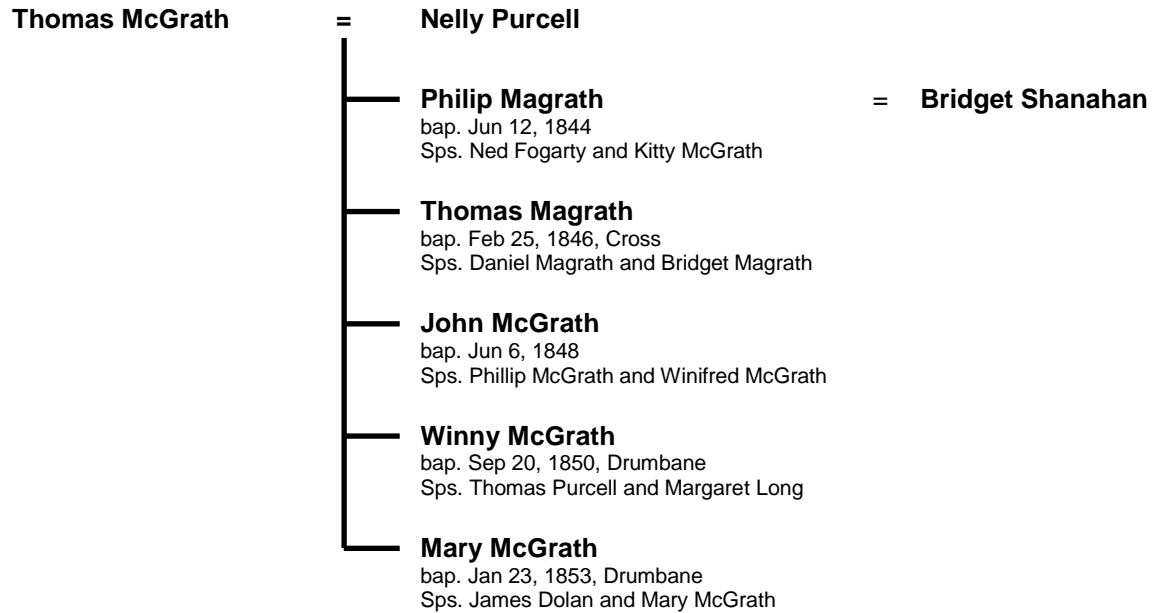 Thomas McGrath = Nelly Purcell
Philip Magrath = Bridget Shanahan
bap. Jun 12, 1844
Sps. Ned Fogarty and Kitty McGrath
Thomas Magrath
bap. Feb 25, 1846, Cross
Sps. Daniel Magrath and Bridget Magrath
John McGrath
bap. Jun 6, 1848
Sps. Phillip McGrath and Winifred McGrath
Winny McGrath
bap. Sep 20, 1850, Drumbane
Sps. Thomas Purcell and Margaret Long
Mary McGrath
bap. Jan 23, 1853, Drumbane
Sps. James Dolan and Mary McGrath